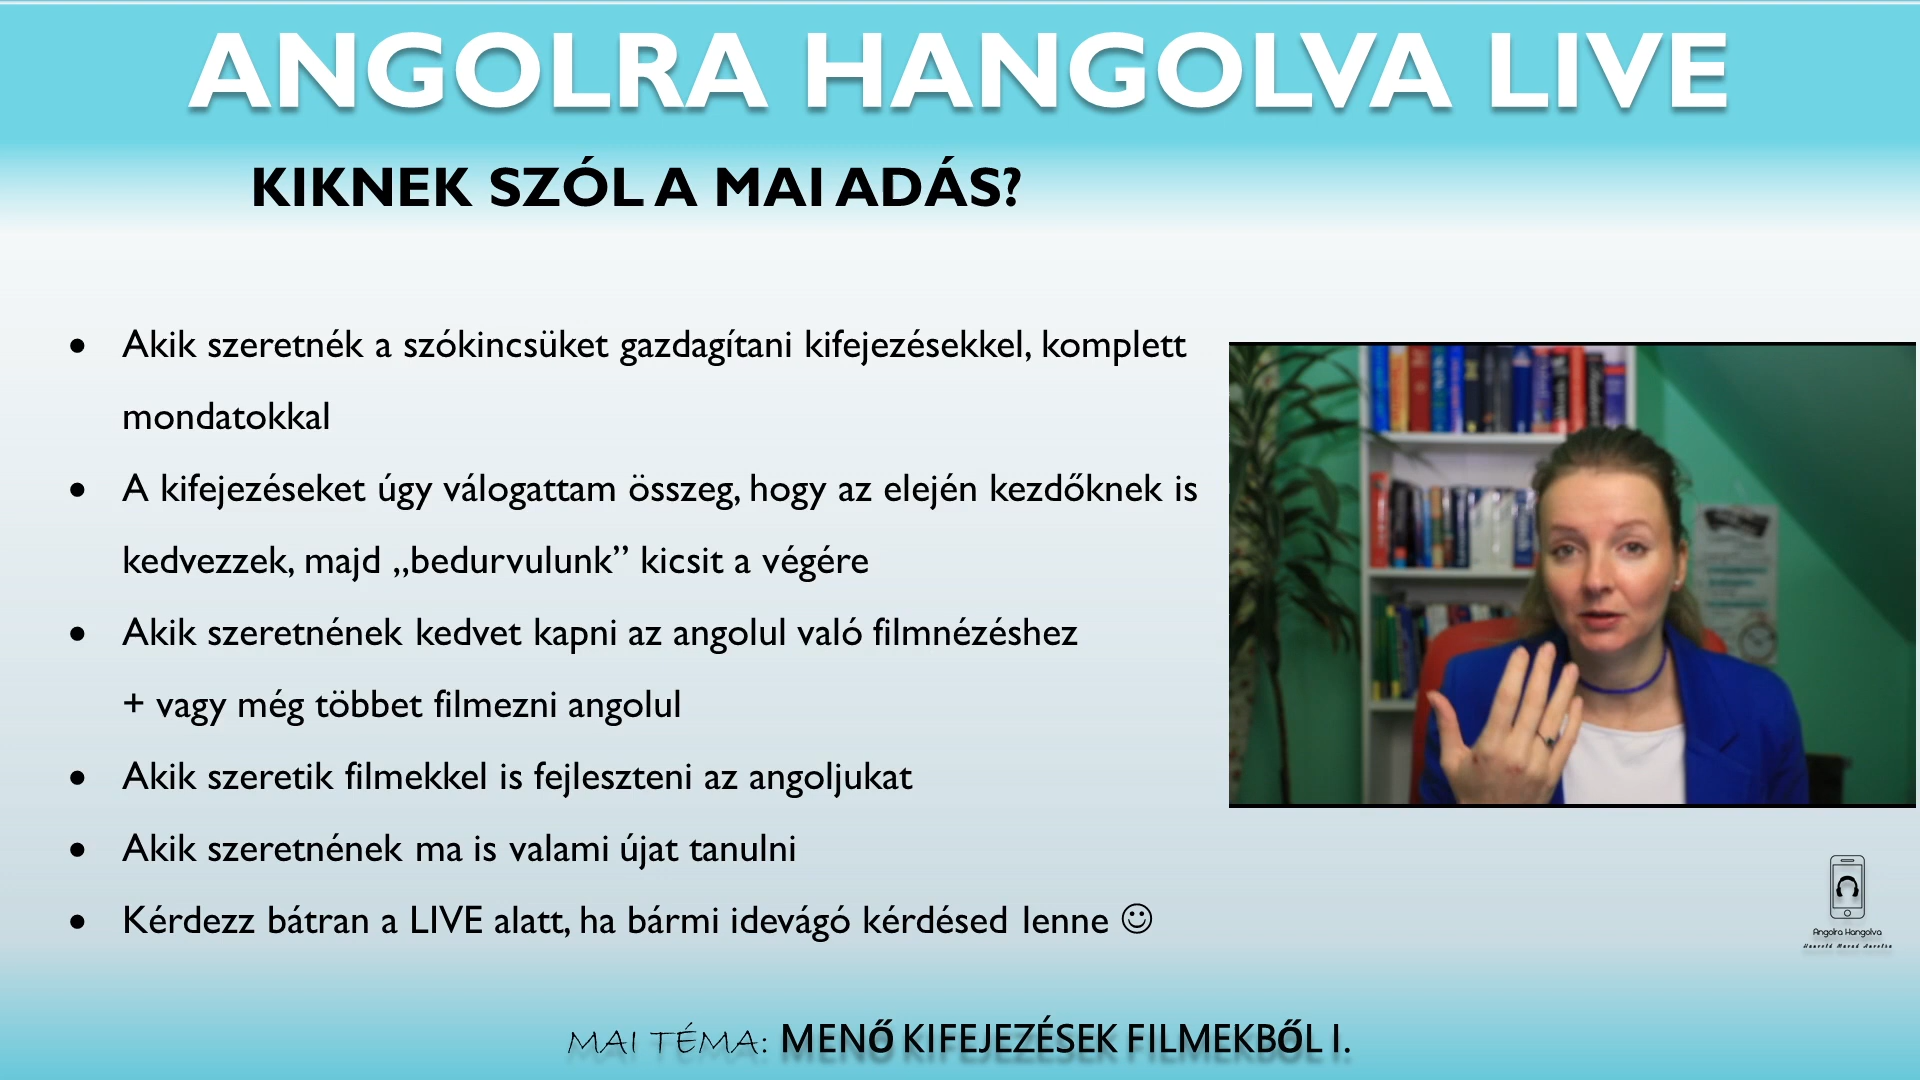 ANGOLRA HANGOLVA LIVE
KIKNEK SZÓL A MAI ADÁS?
• Akik szeretnék a szókincsüket gazdagítani kifejezésekkel, komplett
mondatokkal
• A kifejezéseket úgy válogattam összeg, hogy az elején kezdőknek is
kedvezzek, majd „bedurvulunk” kicsit a végére
• Akik szeretnének kedvet kapni az angolul való filmnézéshez
+ vagy még többet filmezni angolul
• Akik szeretik filmekkel is fejleszteni az angoljukat
• Akik szeretnének ma is valami újat tanulni
• Kérdezz bátran a LIVE alatt, ha bármi idevágó kérdésed lenne ☺
Angolra Hangolva
MAI TÉMA: MENŐ KIFEJEZÉSEK FILMEKBŐL I.